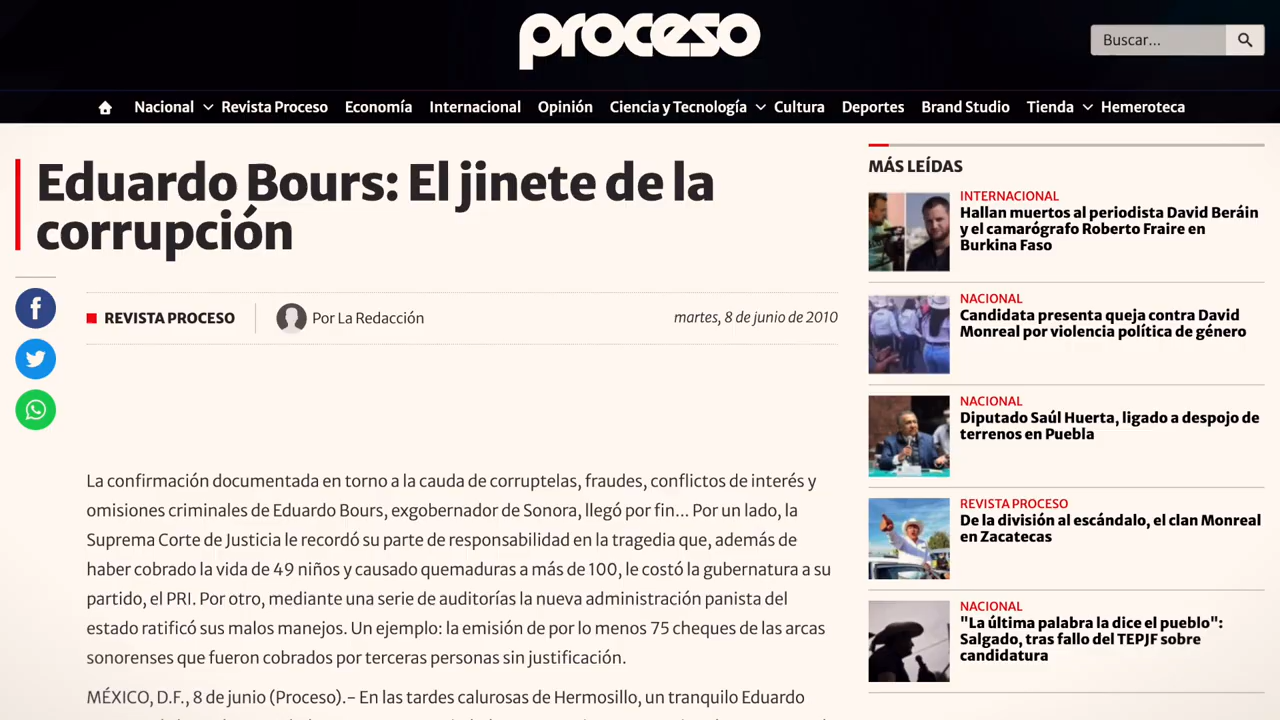 proceso
Buscar...
Nacional Revista Proceso Economía Internacional Opinión Ciencia y Tecnología Cultura Deportes Brand Studio Tienda Hemeroteca
Eduardo Bours: El jinete de la
corrupción
REVISTA PROCESO Por La Redacción martes, 8 de junio de 2010
La confirmación documentada en torno a la cauda de corruptelas, fraudes, conflictos de interés y
omisiones criminales de Eduardo Bours, exgobernador de Sonora, llegó por fin... Por un lado, la
Suprema Corte de Justicia le recordó su parte de responsabilidad en la tragedia que, además de
haber cobrado la vida de 49 niños y causado quemaduras a más de 100, le costó la gubernatura a su
partido, el PRI. Por otro, mediante una serie de auditorías la nueva administración panista del
estado ratificó sus malos manejos. Un ejemplo: la emisión de por lo menos 75 cheques de las arcas
sonorenses que fueron cobrados por terceras personas sin justificación.
MÉXICO, D.F., 8 de junio (Proceso).- En las tardes calurosas de Hermosillo, un tranquilo Eduardo
MÁS LEÍDAS
INTERNACIONAL
Hallan muertos al periodista David Beráin
y el camarógrafo Roberto Fraire en
Burkina Faso
NACIONAL
Candidata presenta queja contra David
Monreal por violencia política de género
NACIONAL
Diputado Saúl Huerta, ligado a despojo de
terrenos en Puebla
REVISTA PROCESO
De la división al escándalo, el clan Monreal
en Zacatecas
NACIONAL
"La última palabra la dice el pueblo":
Salgado, tras fallo del TEPJF sobre
candidatura